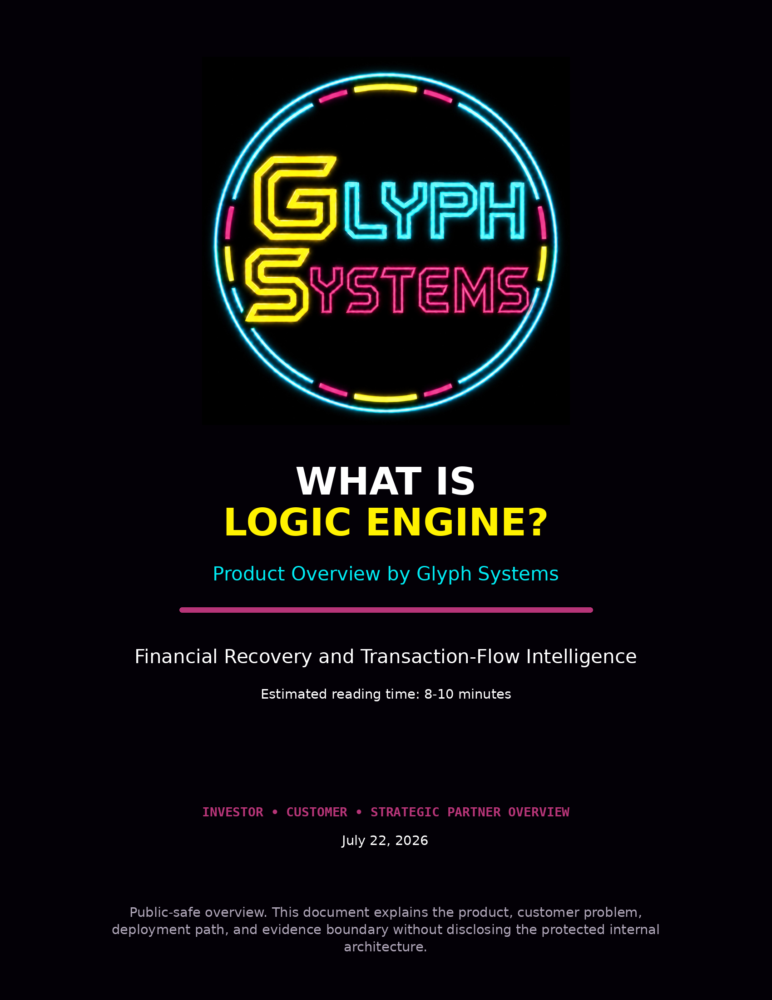 GLYPH
SYSTEMS
WHAT IS
LOGIC ENGINE?
Product Overview by Glyph Systems
Financial Recovery and Transaction-Flow Intelligence
Estimated reading time: 8-10 minutes
INVESTOR • CUSTOMER • STRATEGIC PARTNER OVERVIEW
July 22, 2026
Public-safe overview. This document explains the product, customer problem,
deployment path, and evidence boundary without disclosing the protected internal
architecture.